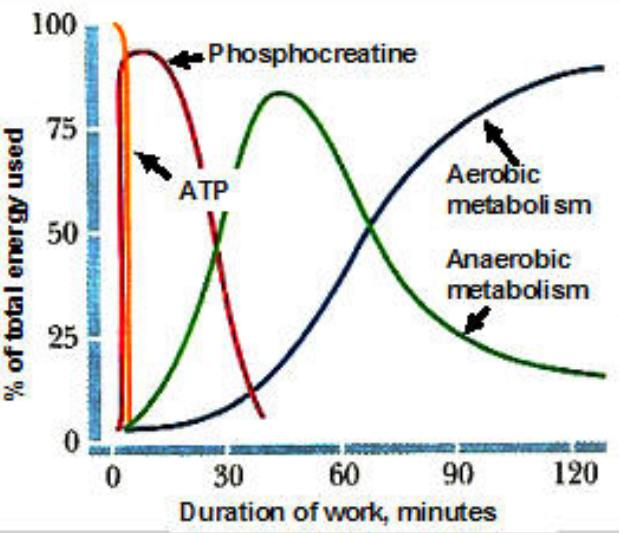 100
75
50
25
0
% of total energy used
Phosphocreatine
ATP
Aerobic
metabolism
Anaerobic
metabolism
0 30 60 90 120
Duration of work, minutes